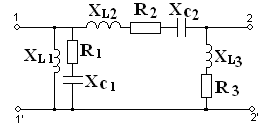 X_L2 R_2 X_C2
1 2
X_L1 R_1 X_L3
X_C1 R_3
1' 2'